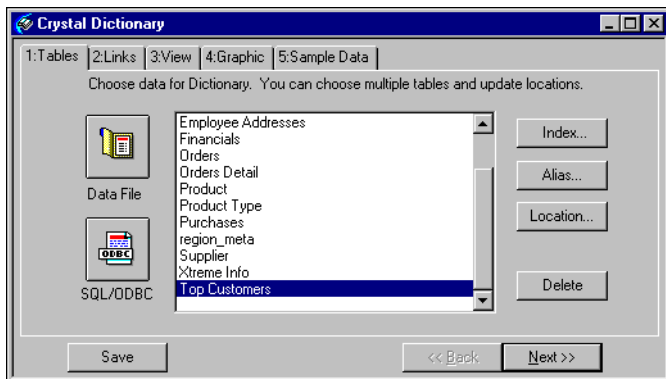 Crystal Dictionary
1:Tables 2:Links 3:View 4:Graphic 5:Sample Data
Choose data for Dictionary. You can choose multiple tables and update locations.
Data File
SQL/ODBC
ODBC
Employee Addresses
Financials
Orders
Orders Detail
Product
Product Type
Purchases
region_meta
Supplier
Xtreme Info
Top Customers
Index...
Alias...
Location...
Delete
Save
<< Back
Next >>